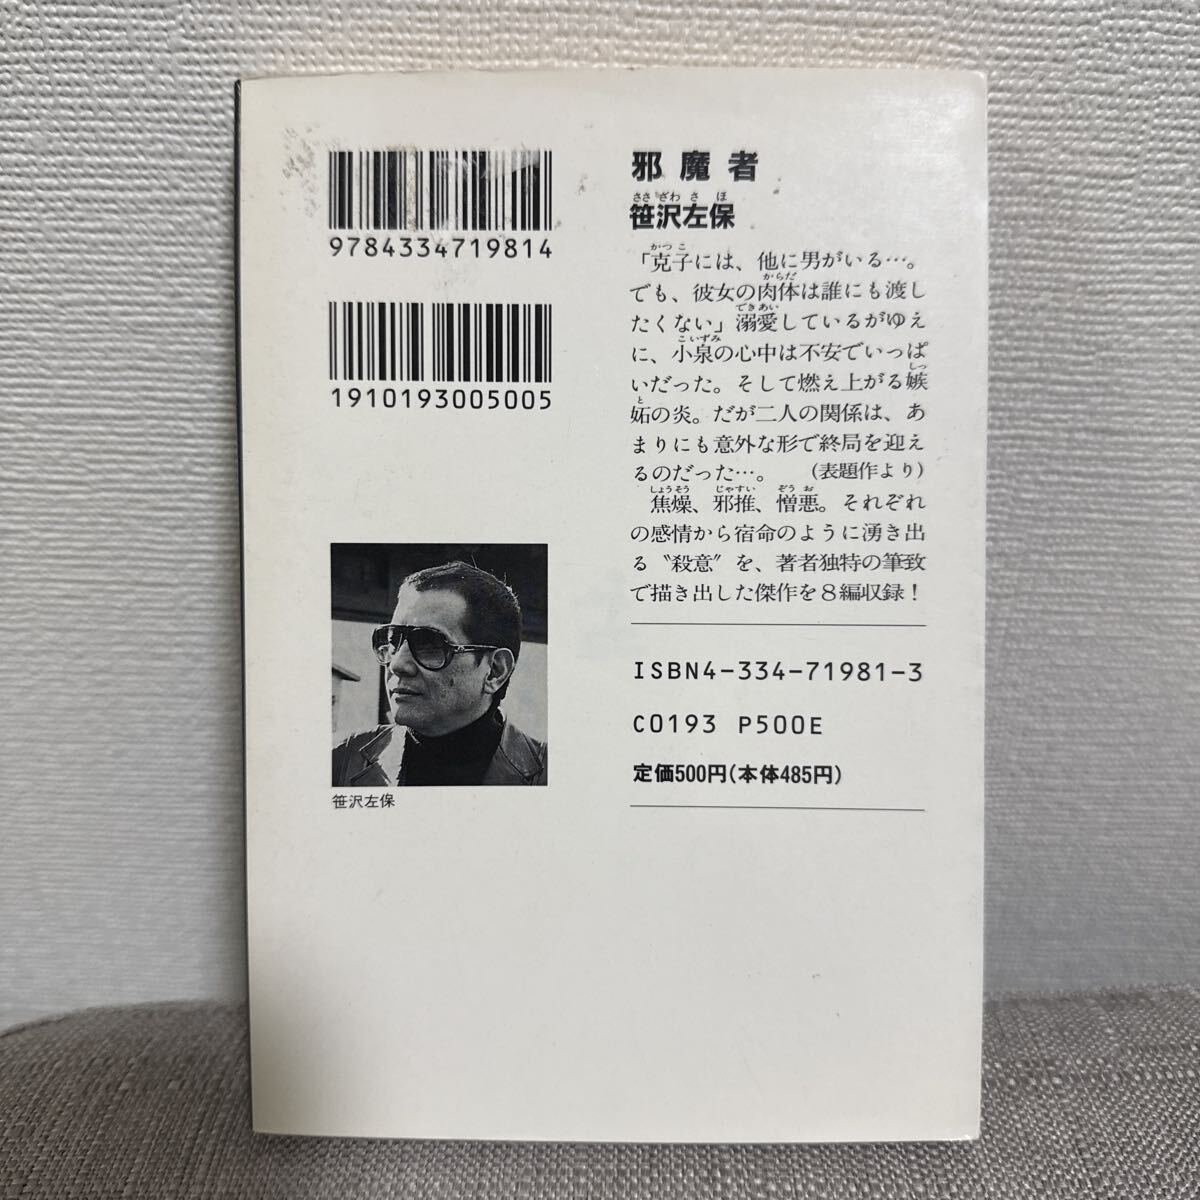 9784334719814
1910193005005
笹沢左保
邪魔者
ささざわさほ
笹沢左保
かつこ
「克子には、他に男がいる…。
からだ
でも、彼女の肉体は誰にも渡し
できあい
たくない」溺愛しているがゆえ
こいずみ
に、小泉の心中は不安でいっぱ
しっ
いだった。そして燃え上がる嫉
と
妬の炎。だが二人の関係は、あ
まりにも意外な形で終局を迎え
るのだった…。 (表題作より)
しょうそう じゃすい ぞうお
焦燥、邪推、憎悪。それぞれ
の感情から宿命のように湧き出
る〝殺意〟を、著者独特の筆致
で描き出した傑作を8編収録!
ISBN4-334-71981-3
C0193 P500E
定価500円(本体485円)